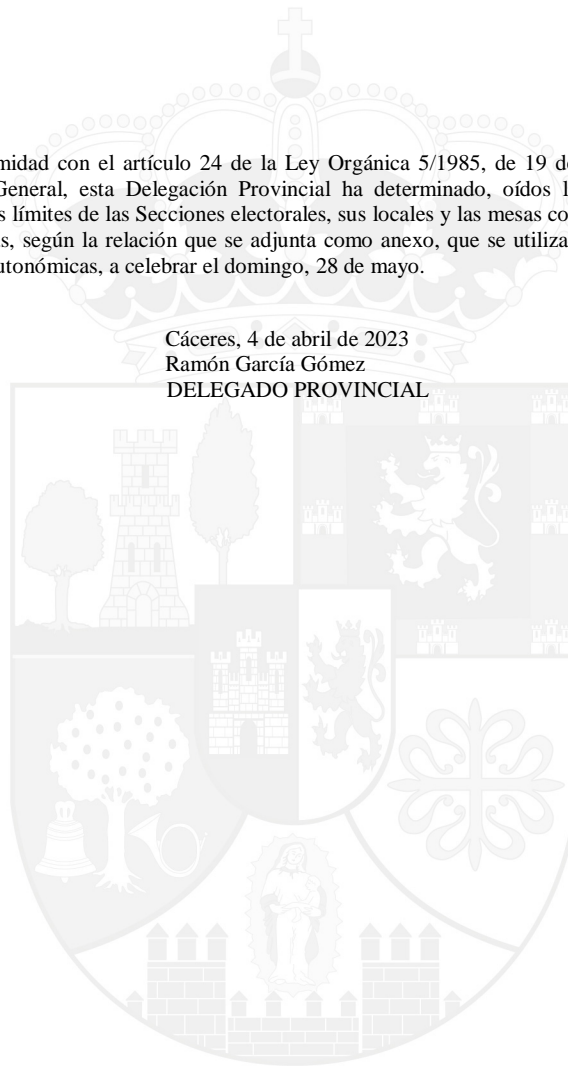 midad con el artículo 24 de la Ley Orgánica 5/1985, de 19 de
General, esta Delegación Provincial ha determinado, oídos l
s límites de las Secciones electorales, sus locales y las mesas co
as, según la relación que se adjunta como anexo, que se utiliza
utonómicas, a celebrar el domingo, 28 de mayo.
Cáceres, 4 de abril de 2023
Ramón García Gómez
DELEGADO PROVINCIAL